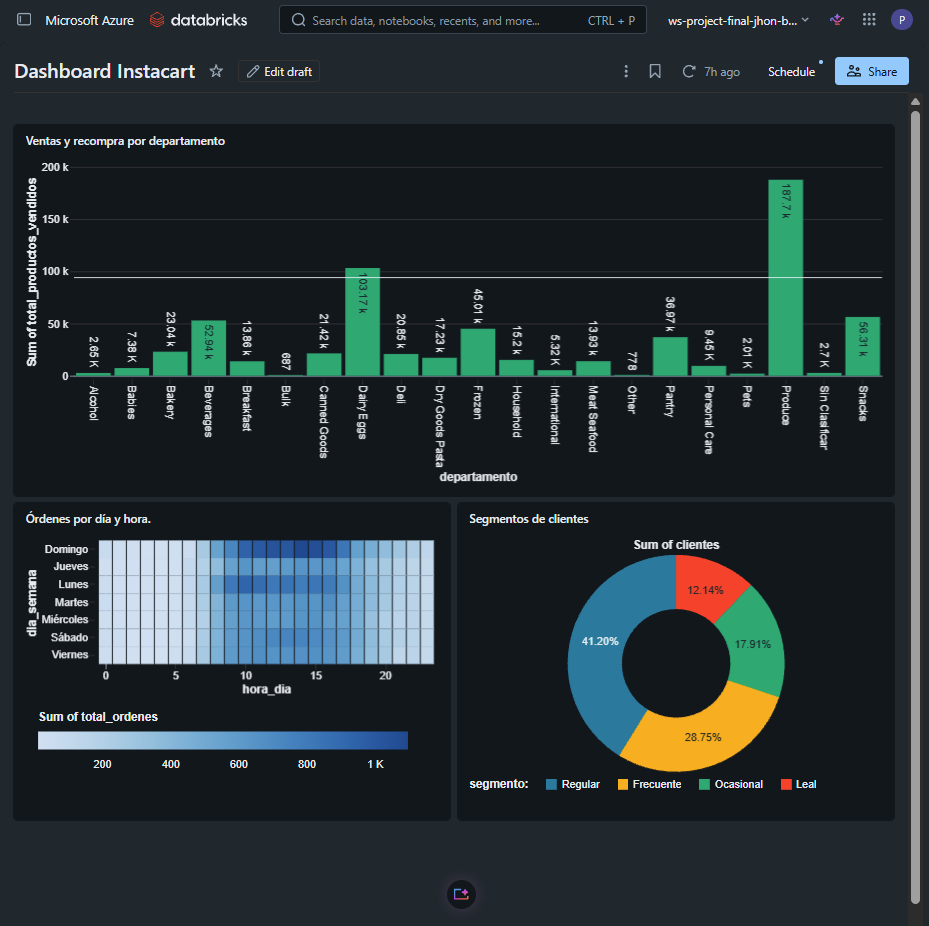 Microsoft Azure databricks Search data, notebooks, recents, and more... CTRL + P ws-project-final-jhon-b... P
Dashboard Instacart Edit draft 7h ago Schedule Share
Ventas y recompra por departamento
Sum of total_productos_vendidos
200 k
150 k
100 k
50 k
0
2.65 K
7.38 K
23.04 k
52.94 k
13.86 k
687
21.42 k
103.17 k
20.85 k
17.23 k
45.01 k
15.2 k
5.32 K
13.93 k
778
36.97 k
9.45 K
2.01 K
187.7 k
2.7 K
56.31 k
Alcohol
Babies
Bakery
Beverages
Breakfast
Bulk
Canned Goods
Dairy Eggs
Deli
Dry Goods Pasta
Frozen
Household
International
Meat Seafood
Other
Pantry
Personal Care
Pets
Produce
Sin Clasificar
Snacks
departamento
Órdenes por día y hora.
dia_semana
Domingo
Jueves
Lunes
Martes
Miércoles
Sábado
Viernes
0 5 10 15 20
hora_dia
Sum of total_ordenes
200 400 600 800 1 K
Segmentos de clientes
Sum of clientes
12.14%
41.20%
17.91%
28.75%
segmento: Regular Frecuente Ocasional Leal